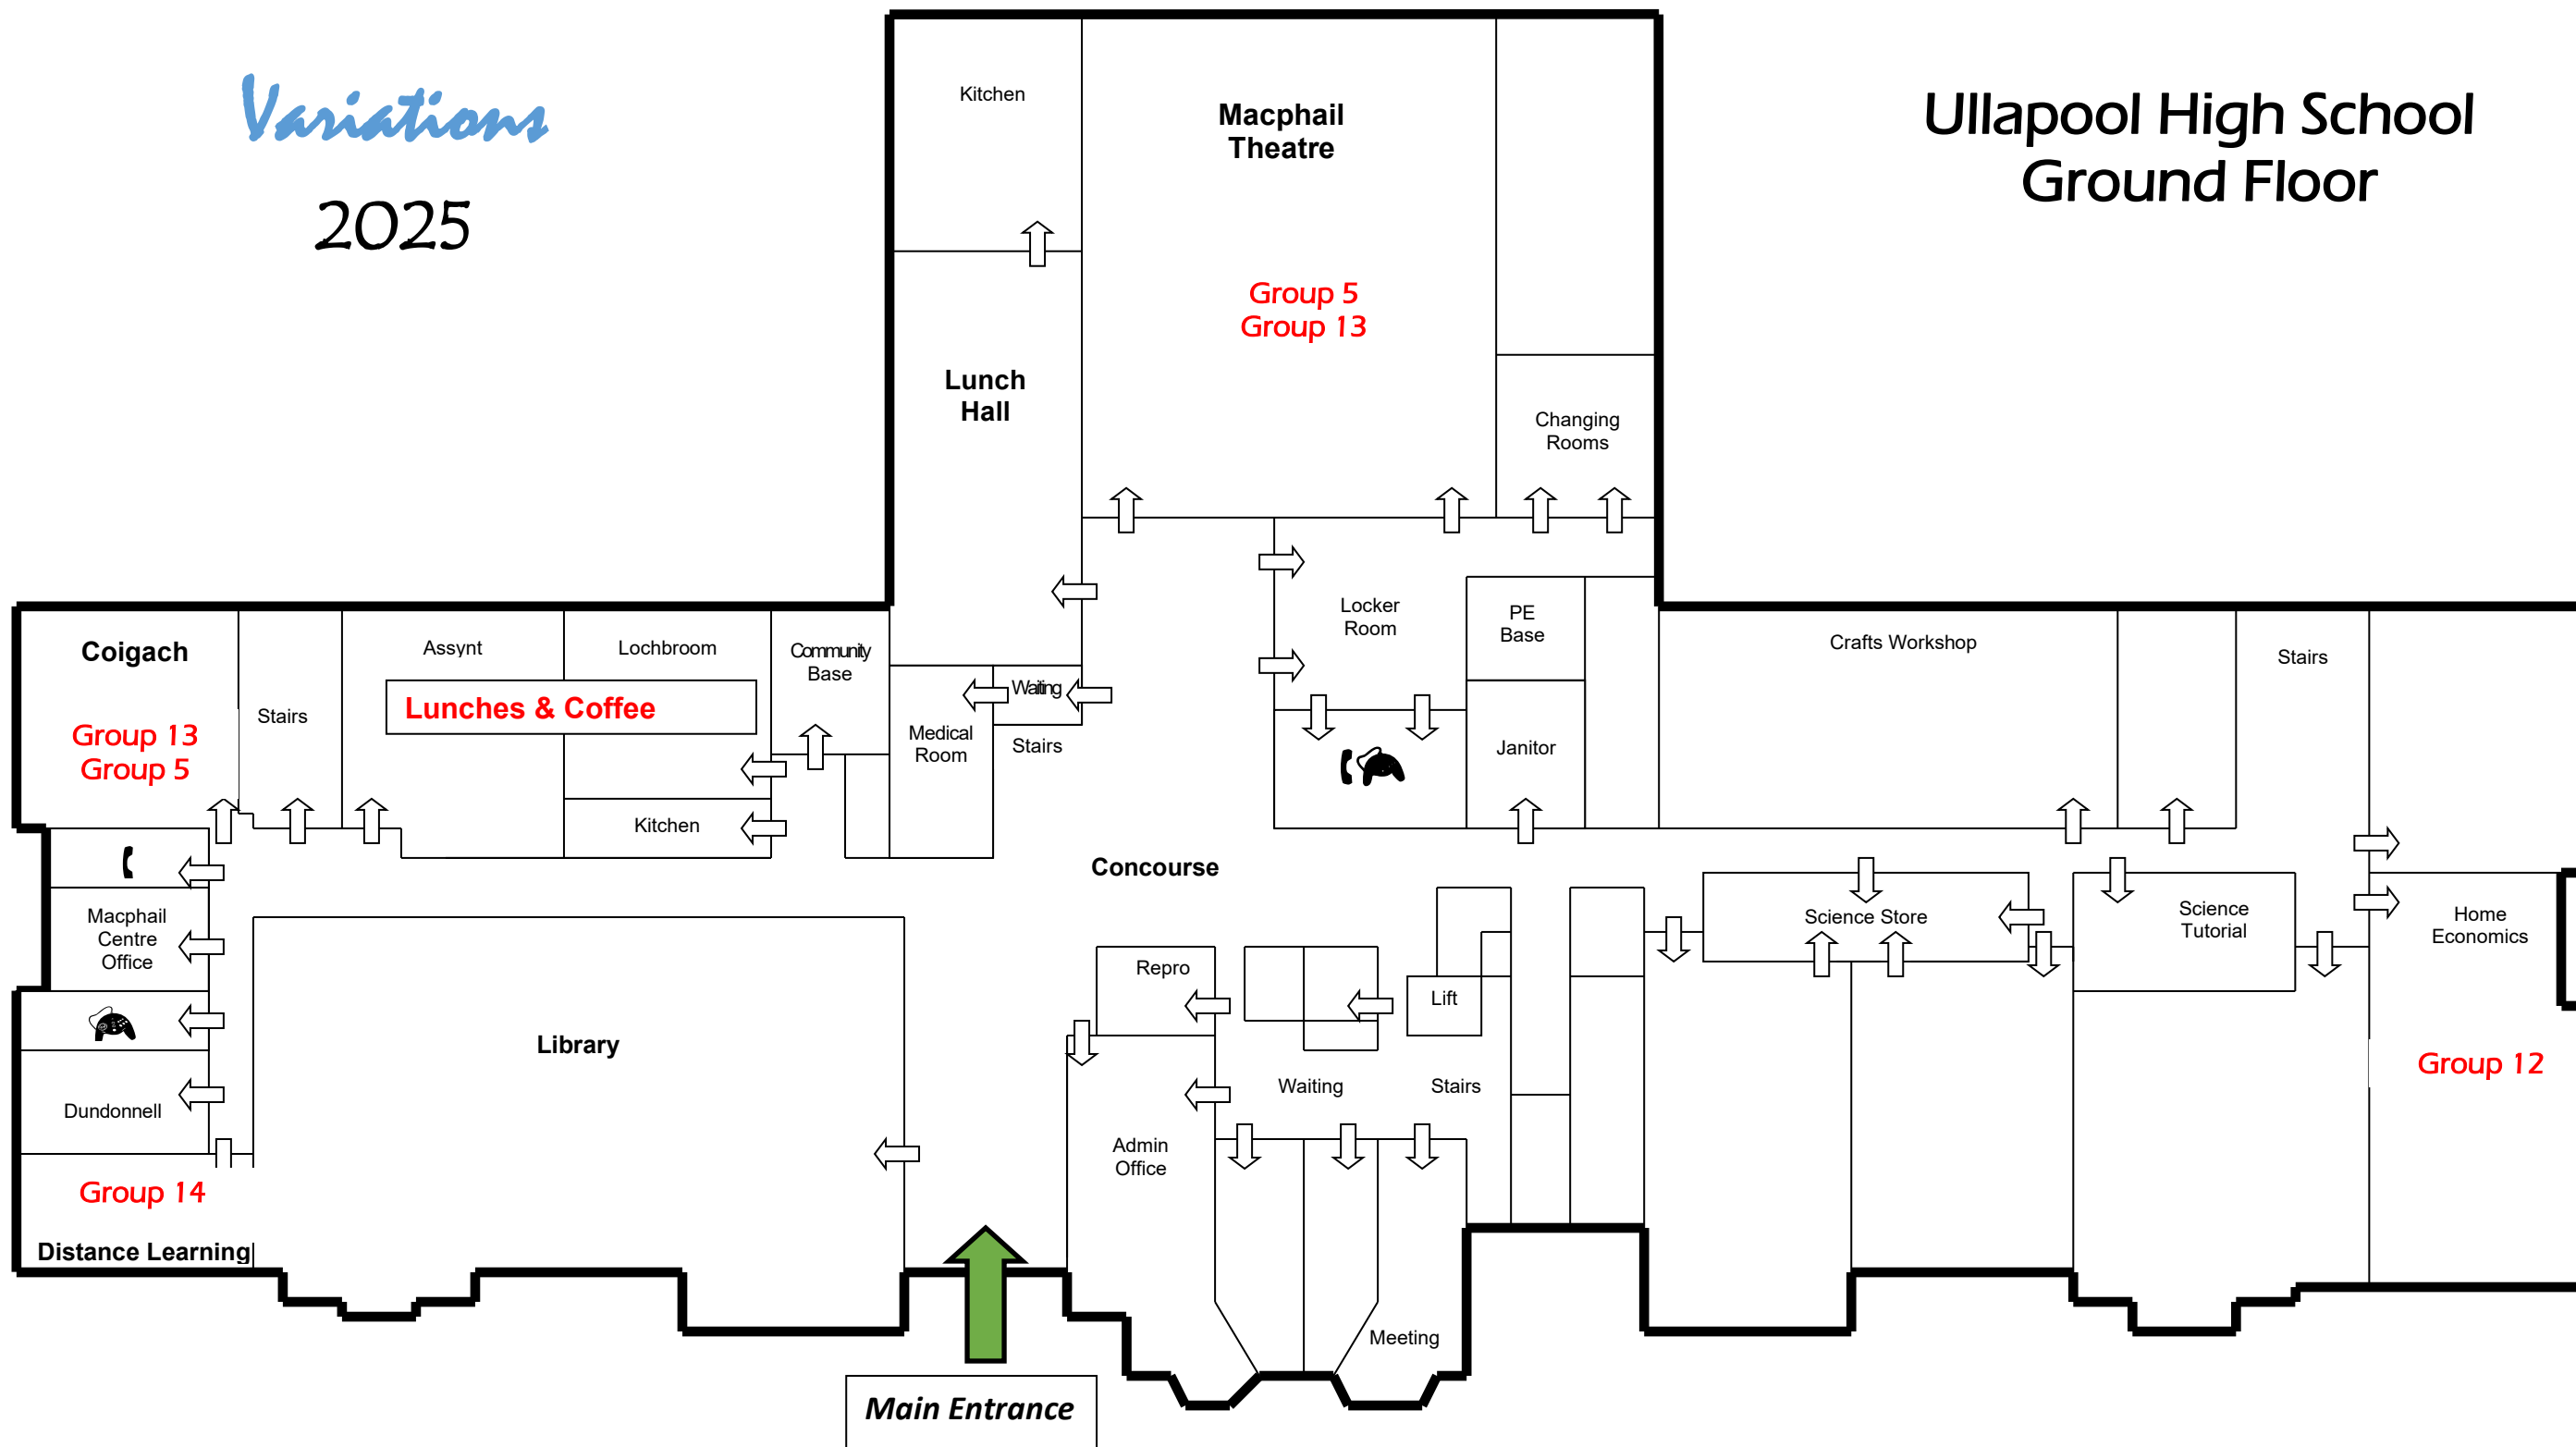 Variations
2025
Ullapool High School
Ground Floor
Kitchen
Macphail
Theatre
Group 5
Group 13
Lunch
Hall
Changing
Rooms
Coigach
Group 13
Group 5
Stairs
Assynt
Lochbroom
Lunches & Coffee
Kitchen
Community
Base
Waiting
Medical
Room
Stairs
Locker
Room
PE
Base
Janitor
Crafts Workshop
Stairs
Concourse
Macphail
Centre
Office
Dundonnell
Group 14
Distance Learning
Library
Repro
Admin
Office
Waiting
Lift
Stairs
Meeting
Science Store
Science
Tutorial
Home
Economics
Group 12
Main Entrance